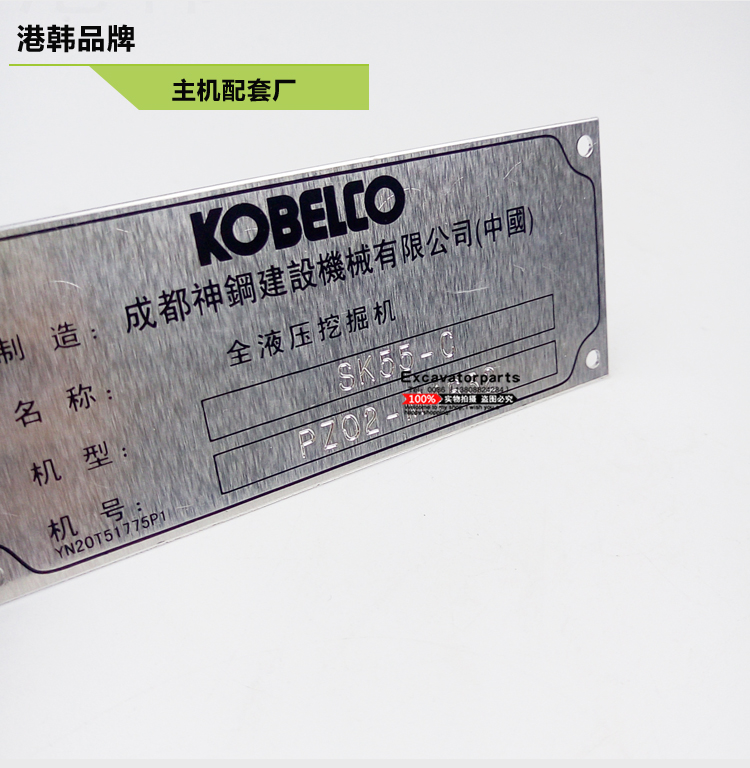 港韩品牌
主机配套厂
KOBELCO
制 造: 成都神鋼建設機械有限公司(中國)
名 称: 全液压挖掘机
机 型: SK55-C
机 号: PZ02-
YN20T51775P1
Excavatorparts
100% 实物拍摄 盗图必究